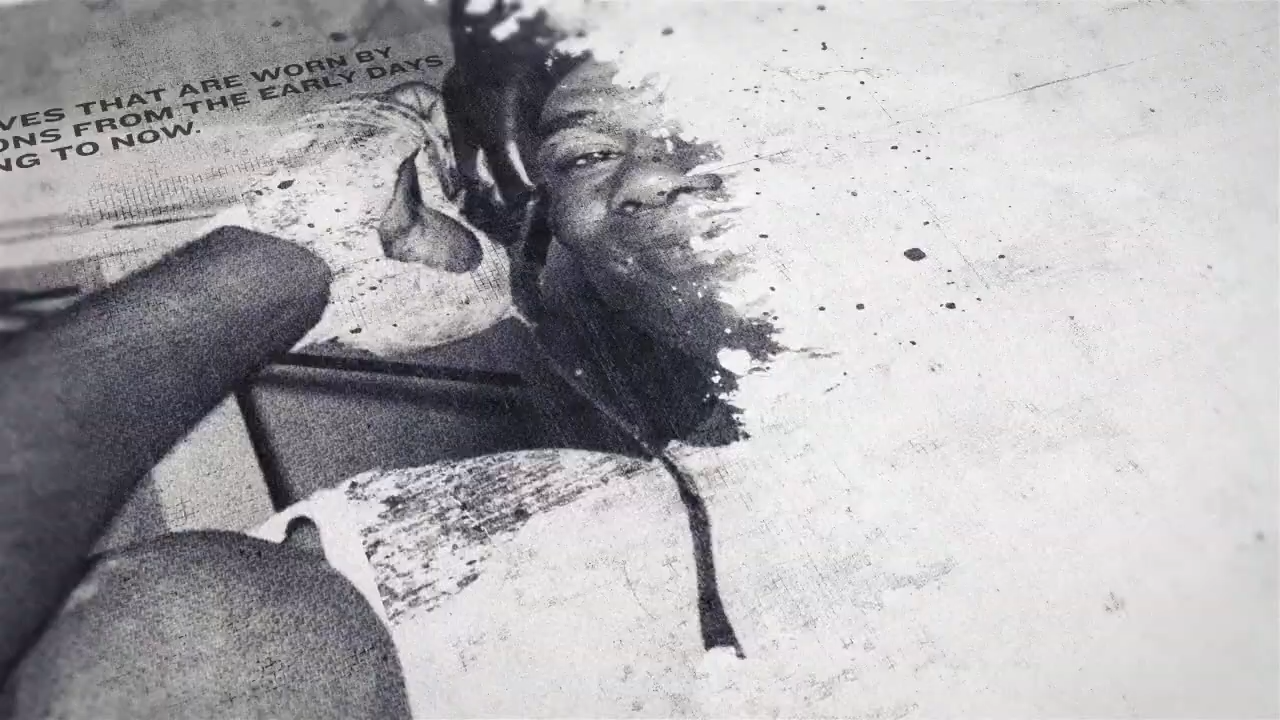 VES THAT ARE WORN BY
ONS FROM THE EARLY DAYS
NG TO NOW.